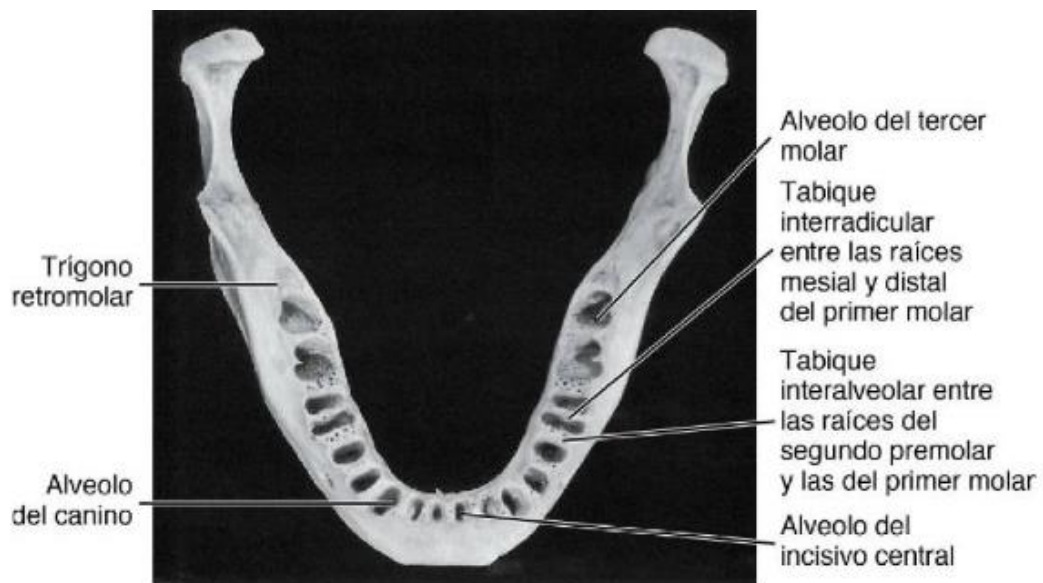 Trígono
retromolar
Alveolo
del canino
Alveolo del tercer
molar
Tabique
interradicular
entre las raíces
mesial y distal
del primer molar
Tabique
interalveolar entre
las raíces del
segundo premolar
y las del primer molar
Alveolo del
incisivo central